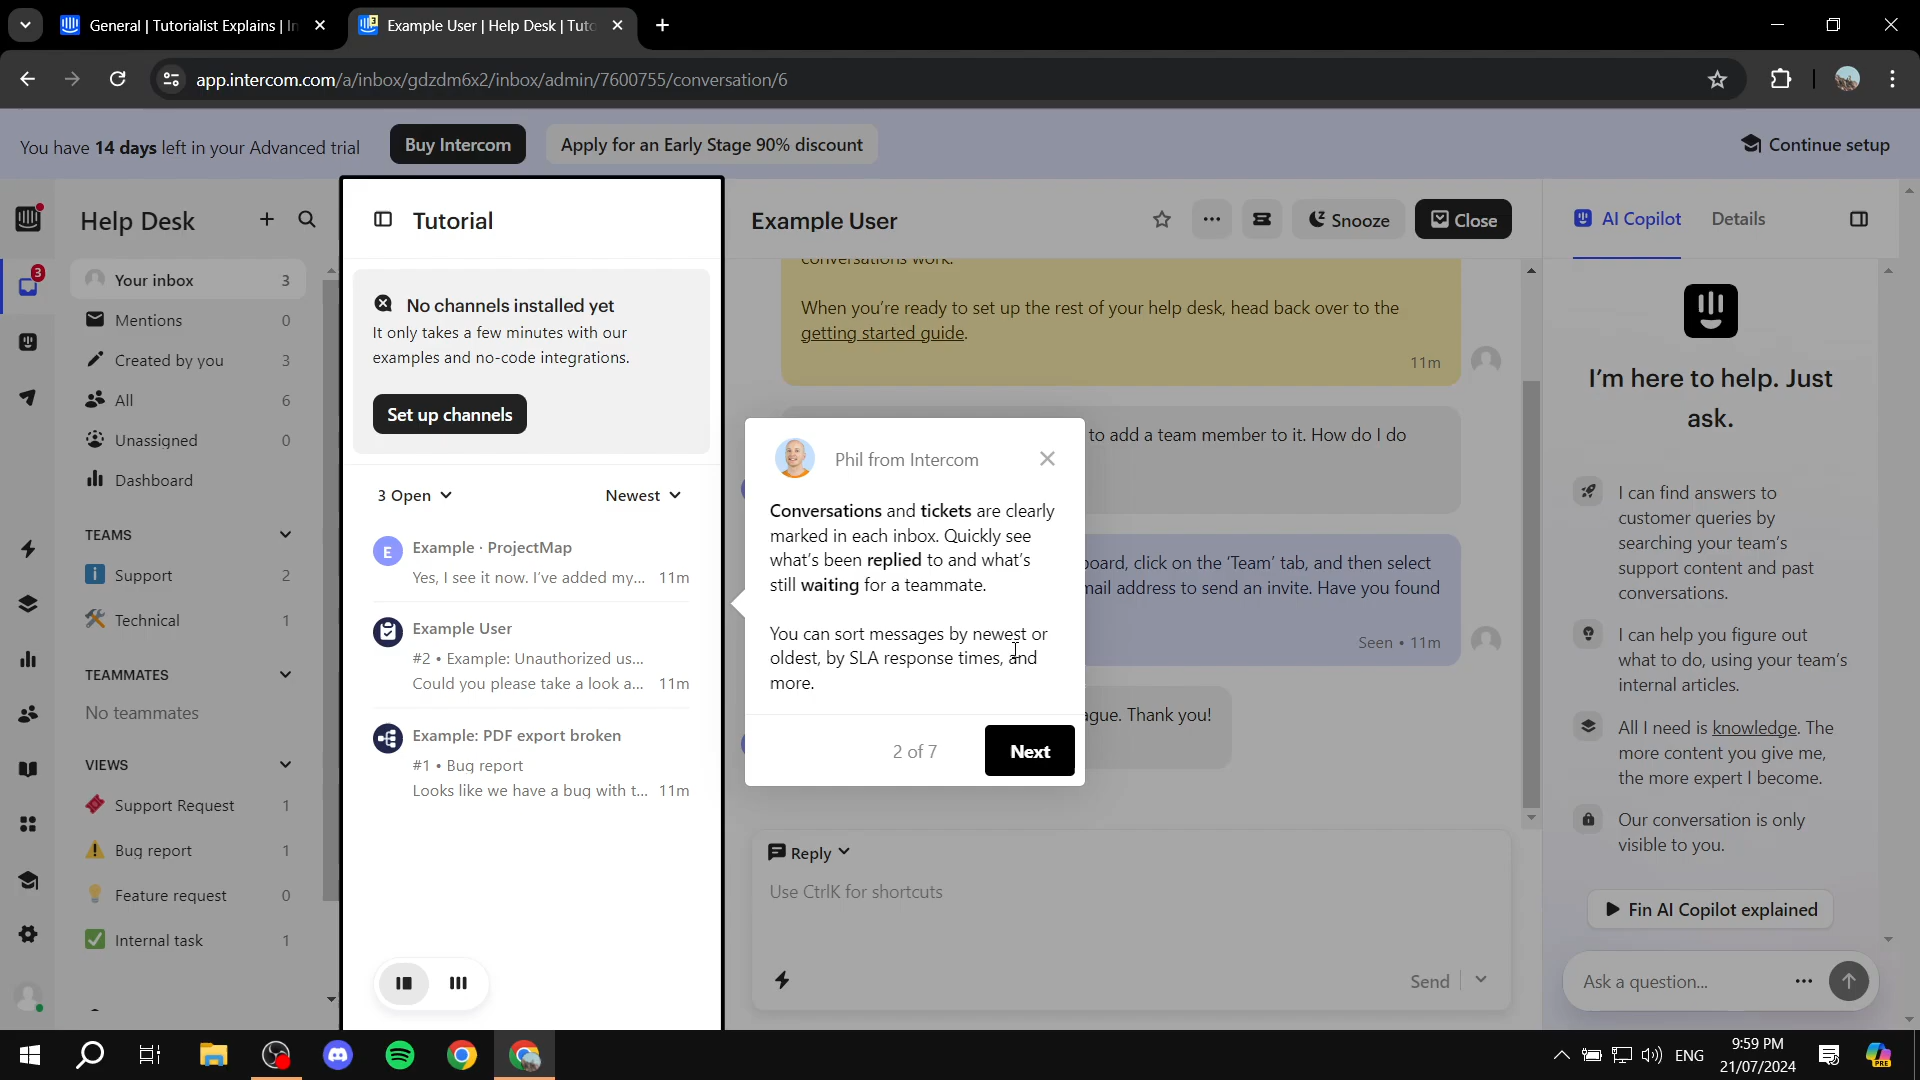 General | Tutorialist Explains | In
Example User | Help Desk | Tuto
app.intercom.com/a/inbox/gdzdm6x2/inbox/admin/7600755/conversation/6
You have 14 days left in your Advanced trial
Buy Intercom
Apply for an Early Stage 90% discount
Continue setup
Help Desk
Your inbox 3
Mentions 0
Created by you 3
All 6
Unassigned 0
Dashboard
TEAMS
Support 2
Technical 1
TEAMMATES
No teammates
VIEWS
Support Request 1
Bug report 1
Feature request 0
Internal task 1
3
Tutorial
No channels installed yet
It only takes a few minutes with our
examples and no-code integrations.
Set up channels
3 Open
Newest
E
Example · ProjectMap
Yes, I see it now. I've added my... 11m
Example User
#2 • Example: Unauthorized us...
Could you please take a look a... 11m
Example: PDF export broken
#1 • Bug report
Looks like we have a bug with t... 11m
Example User
Snooze
Close
conversations work.
When you're ready to set up the rest of your help desk, head back over to the
getting started guide.
11m
to add a team member to it. How do I do
board, click on the 'Team' tab, and then select
mail address to send an invite. Have you found
Seen • 11m
ague. Thank you!
Phil from Intercom
Conversations and tickets are clearly
marked in each inbox. Quickly see
what's been replied to and what's
still waiting for a teammate.
You can sort messages by newest or
oldest, by SLA response times, and
more.
2 of 7
Next
Reply
Use CtrlK for shortcuts
Send
AI Copilot
Details
I'm here to help. Just
ask.
I can find answers to
customer queries by
searching your team's
support content and past
conversations.
I can help you figure out
what to do, using your team's
internal articles.
All I need is knowledge. The
more content you give me,
the more expert I become.
Our conversation is only
visible to you.
Fin AI Copilot explained
Ask a question...
ENG
9:59 PM
21/07/2024
PRE